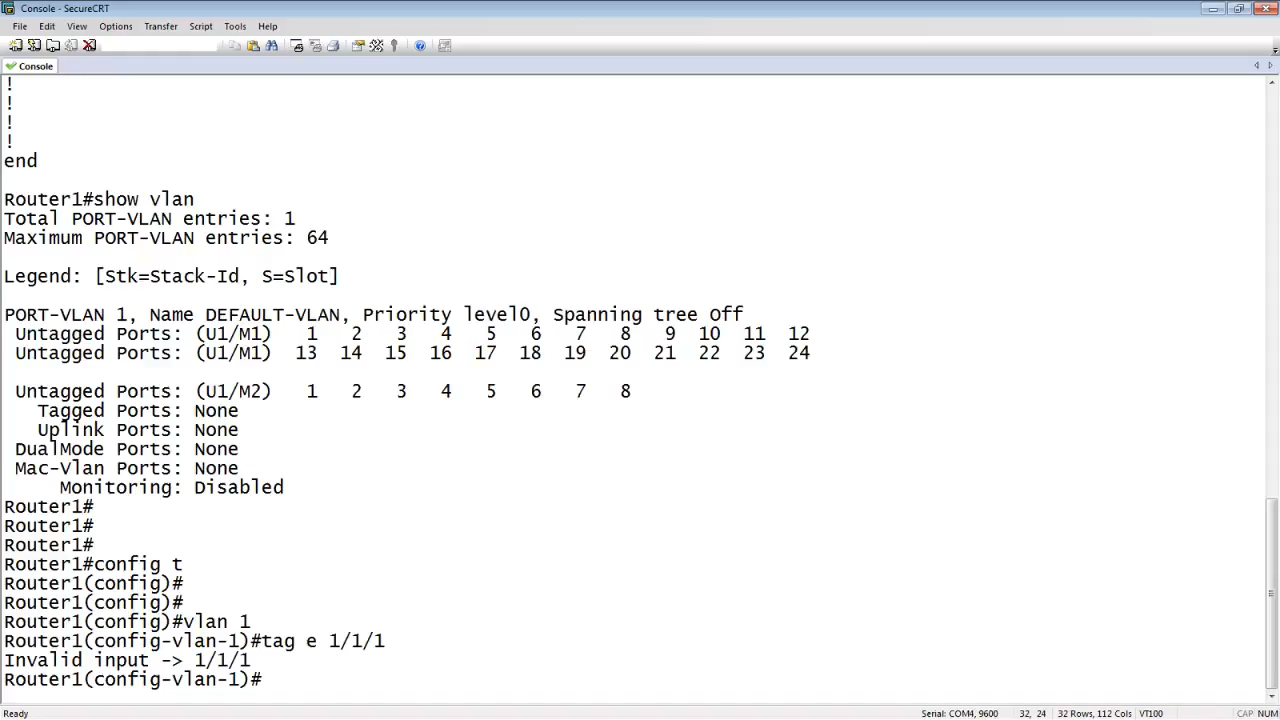 Console - SecureCRT
File Edit View Options Transfer Script Tools Help
Console
!
!
!
!
end
Router1#show vlan
Total PORT-VLAN entries: 1
Maximum PORT-VLAN entries: 64
Legend: [Stk=Stack-Id, S=Slot]
PORT-VLAN 1, Name DEFAULT-VLAN, Priority level0, Spanning tree Off
Untagged Ports: (U1/M1) 1 2 3 4 5 6 7 8 9 10 11 12
Untagged Ports: (U1/M1) 13 14 15 16 17 18 19 20 21 22 23 24
Untagged Ports: (U1/M2) 1 2 3 4 5 6 7 8
Tagged Ports: None
Uplink Ports: None
DualMode Ports: None
Mac-Vlan Ports: None
Monitoring: Disabled
Router1#
Router1#
Router1#
Router1#config t
Router1(config)#
Router1(config)#
Router1(config)#vlan 1
Router1(config-vlan-1)#tag e 1/1/1
Invalid input -> 1/1/1
Router1(config-vlan-1)#
Ready Serial: COM4, 9600 32, 24 32 Rows, 112 Cols VT100 CAP NUM